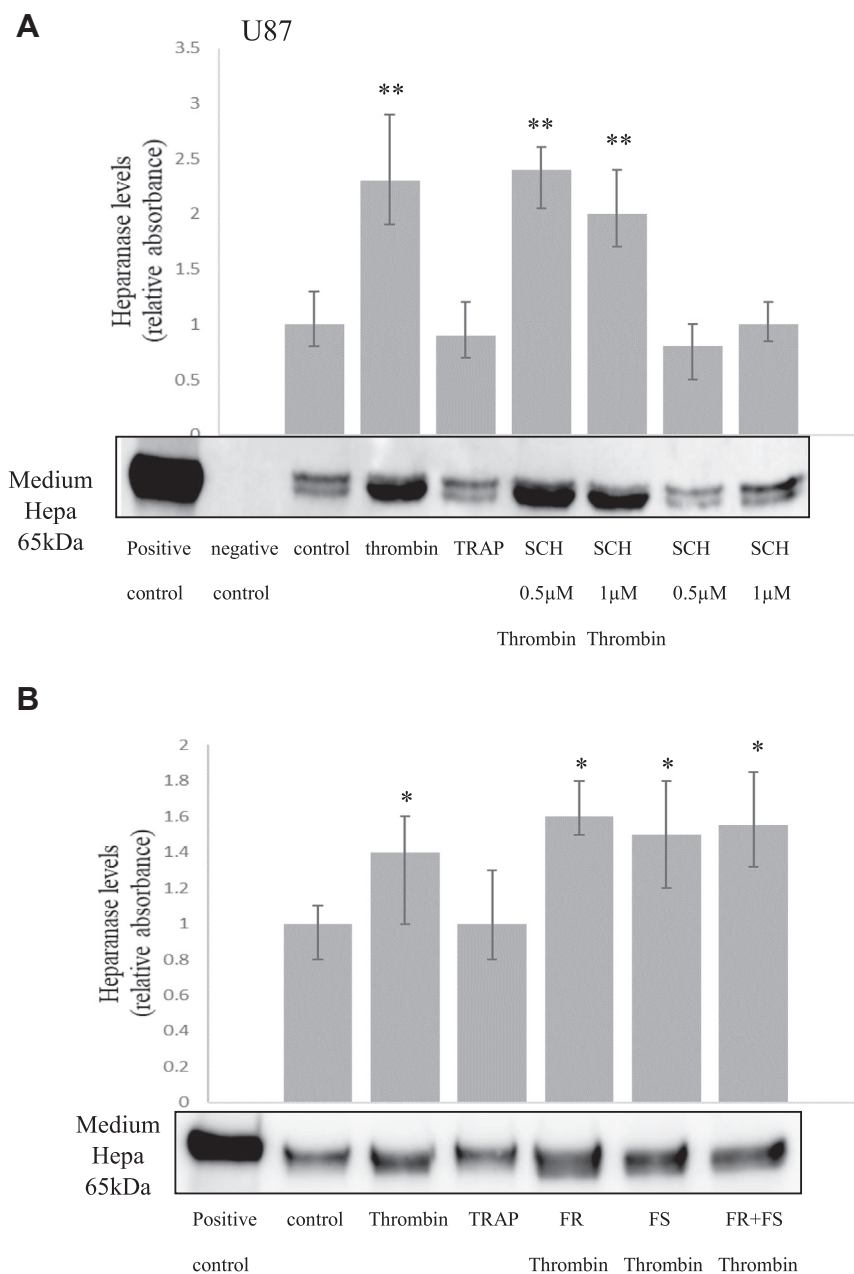 A
U87
3.5
3
2.5
2
1.5
1
0.5
0
Heparanase levels
(relative absorbance)
**
**
**
Medium
Hepa
65kDa
Positive negative control thrombin TRAP SCH SCH SCH SCH
control control 0.5µM 1µM 0.5µM 1µM
Thrombin Thrombin
B
2
1.8
1.6
1.4
1.2
1
0.8
0.6
0.4
0.2
0
Heparanase levels
(relative absorbance)
*
*
*
*
Medium
Hepa
65kDa
Positive control Thrombin TRAP FR FS FR+FS
control Thrombin Thrombin Thrombin